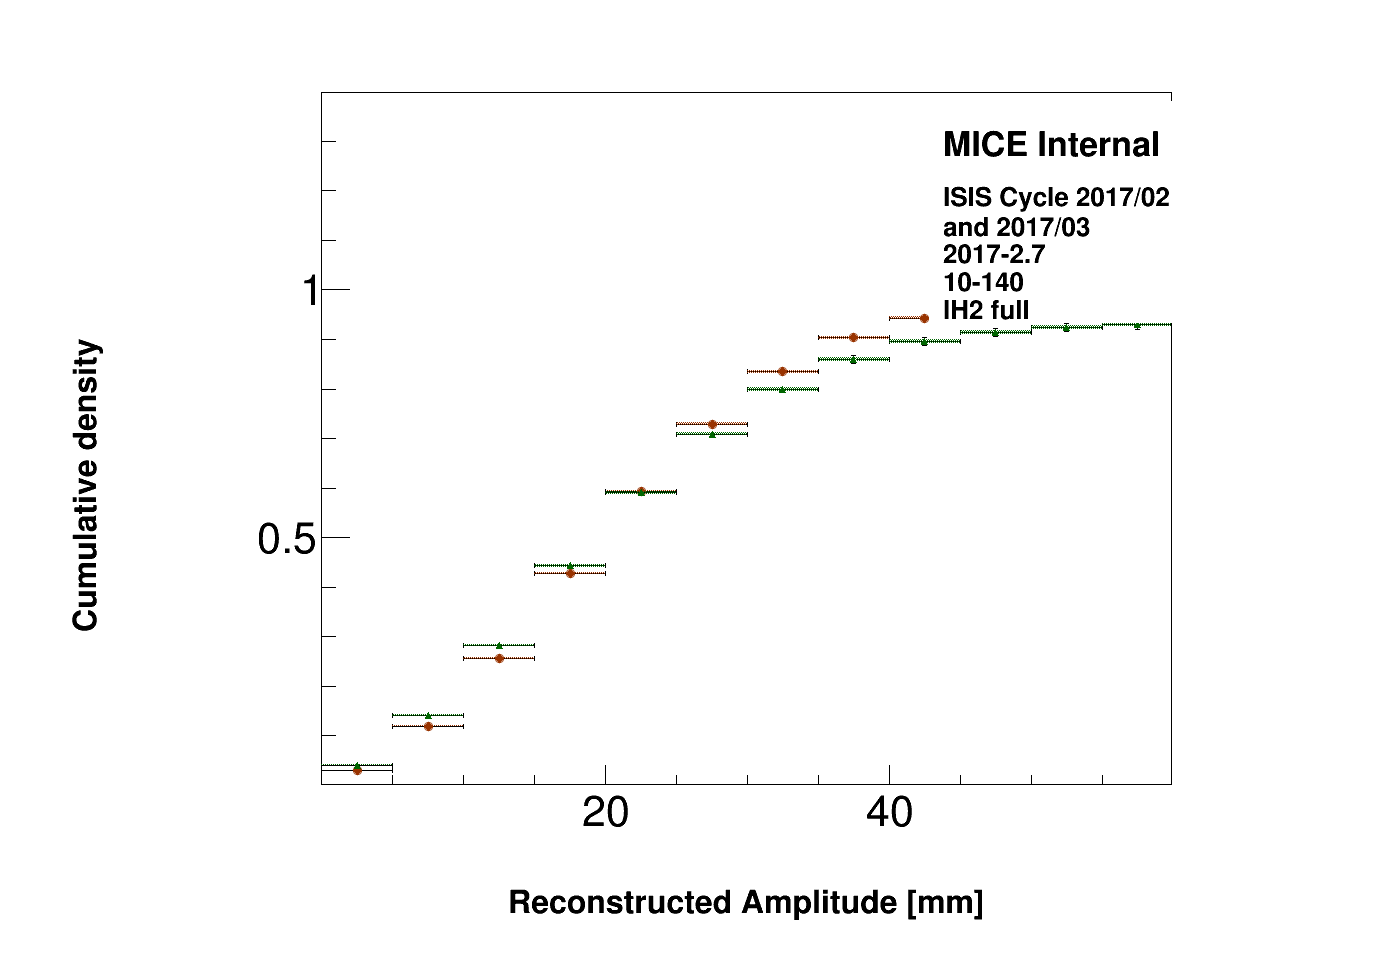 MICE Internal
ISIS Cycle 2017/02
and 2017/03
2017-2.7
10-140
IH2 full
1
0.5
20
40
Cumulative density
Reconstructed Amplitude [mm]